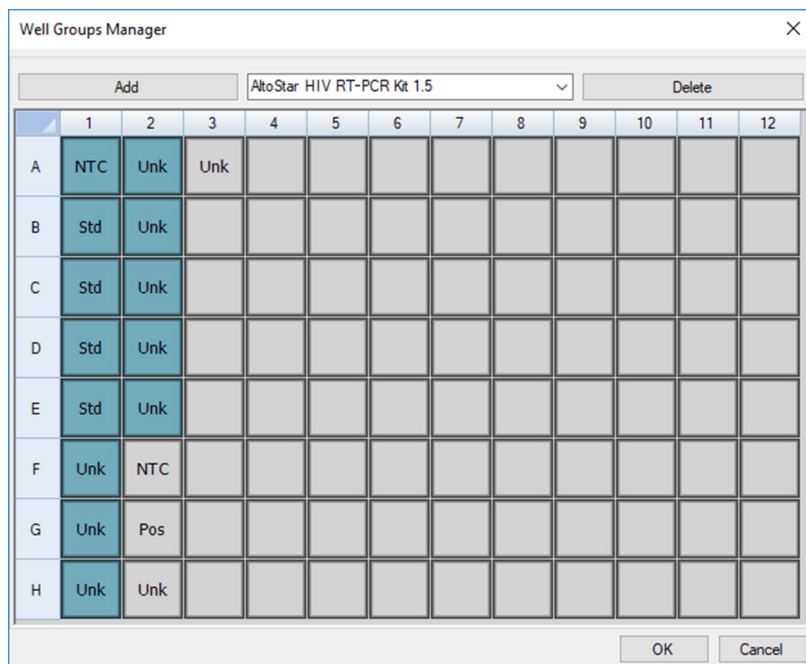 Well Groups Manager
Add AltoStar HIV RT-PCR Kit 1.5 Delete
1 2 3 4 5 6 7 8 9 10 11 12
A NTC Unk Unk
B Std Unk
C Std Unk
D Std Unk
E Std Unk
F Unk NTC
G Unk Pos
H Unk Unk
OK Cancel